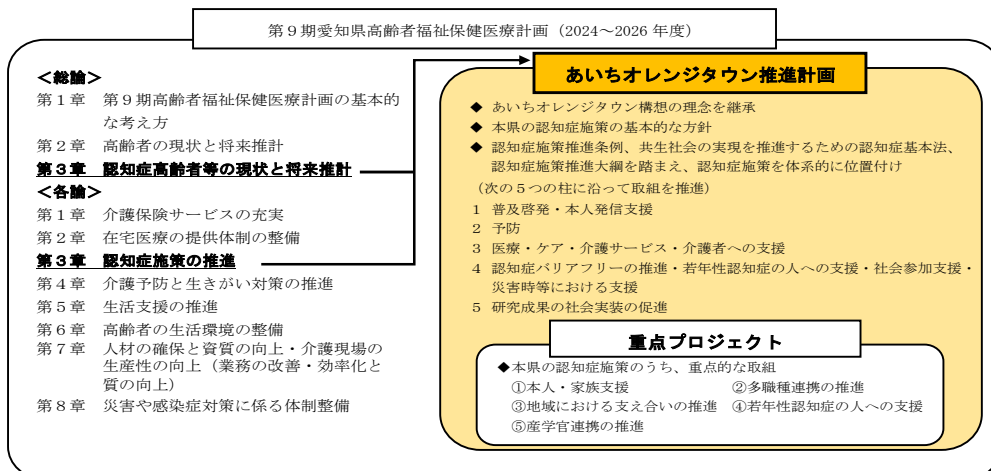 第９期愛知県高齢者福祉保健医療計画（2024～2026 年度）
＜総論＞
第１章　第９期高齢者福祉保健医療計画の基本的
な考え方
第２章　高齢者の現状と将来推計
第３章　認知症高齢者等の現状と将来推計
＜各論＞
第１章　介護保険サービスの充実
第２章　在宅医療の提供体制の整備
第３章　認知症施策の推進
第４章　介護予防と生きがい対策の推進
第５章　生活支援の推進
第６章　高齢者の生活環境の整備
第７章　人材の確保と資質の向上・介護現場の
生産性の向上（業務の改善・効率化と
質の向上）
第８章　災害や感染症対策に係る体制整備
あいちオレンジタウン推進計画
◆ あいちオレンジタウン構想の理念を継承
◆ 本県の認知症施策の基本的な方針
◆ 認知症施策推進条例、共生社会の実現を推進するための認知症基本法、
認知症施策推進大綱を踏まえ、認知症施策を体系的に位置付け
（次の５つの柱に沿って取組を推進）
1 普及啓発・本人発信支援
2 予防
3 医療・ケア・介護サービス・介護者への支援
4 認知症バリアフリーの推進・若年性認知症の人への支援・社会参加支援・
災害時等における支援
5 研究成果の社会実装の促進
重点プロジェクト
◆本県の認知症施策のうち、重点的な取組
①本人・家族支援　②多職種連携の推進
③地域における支え合いの推進　④若年性認知症の人への支援
⑤産学官連携の推進